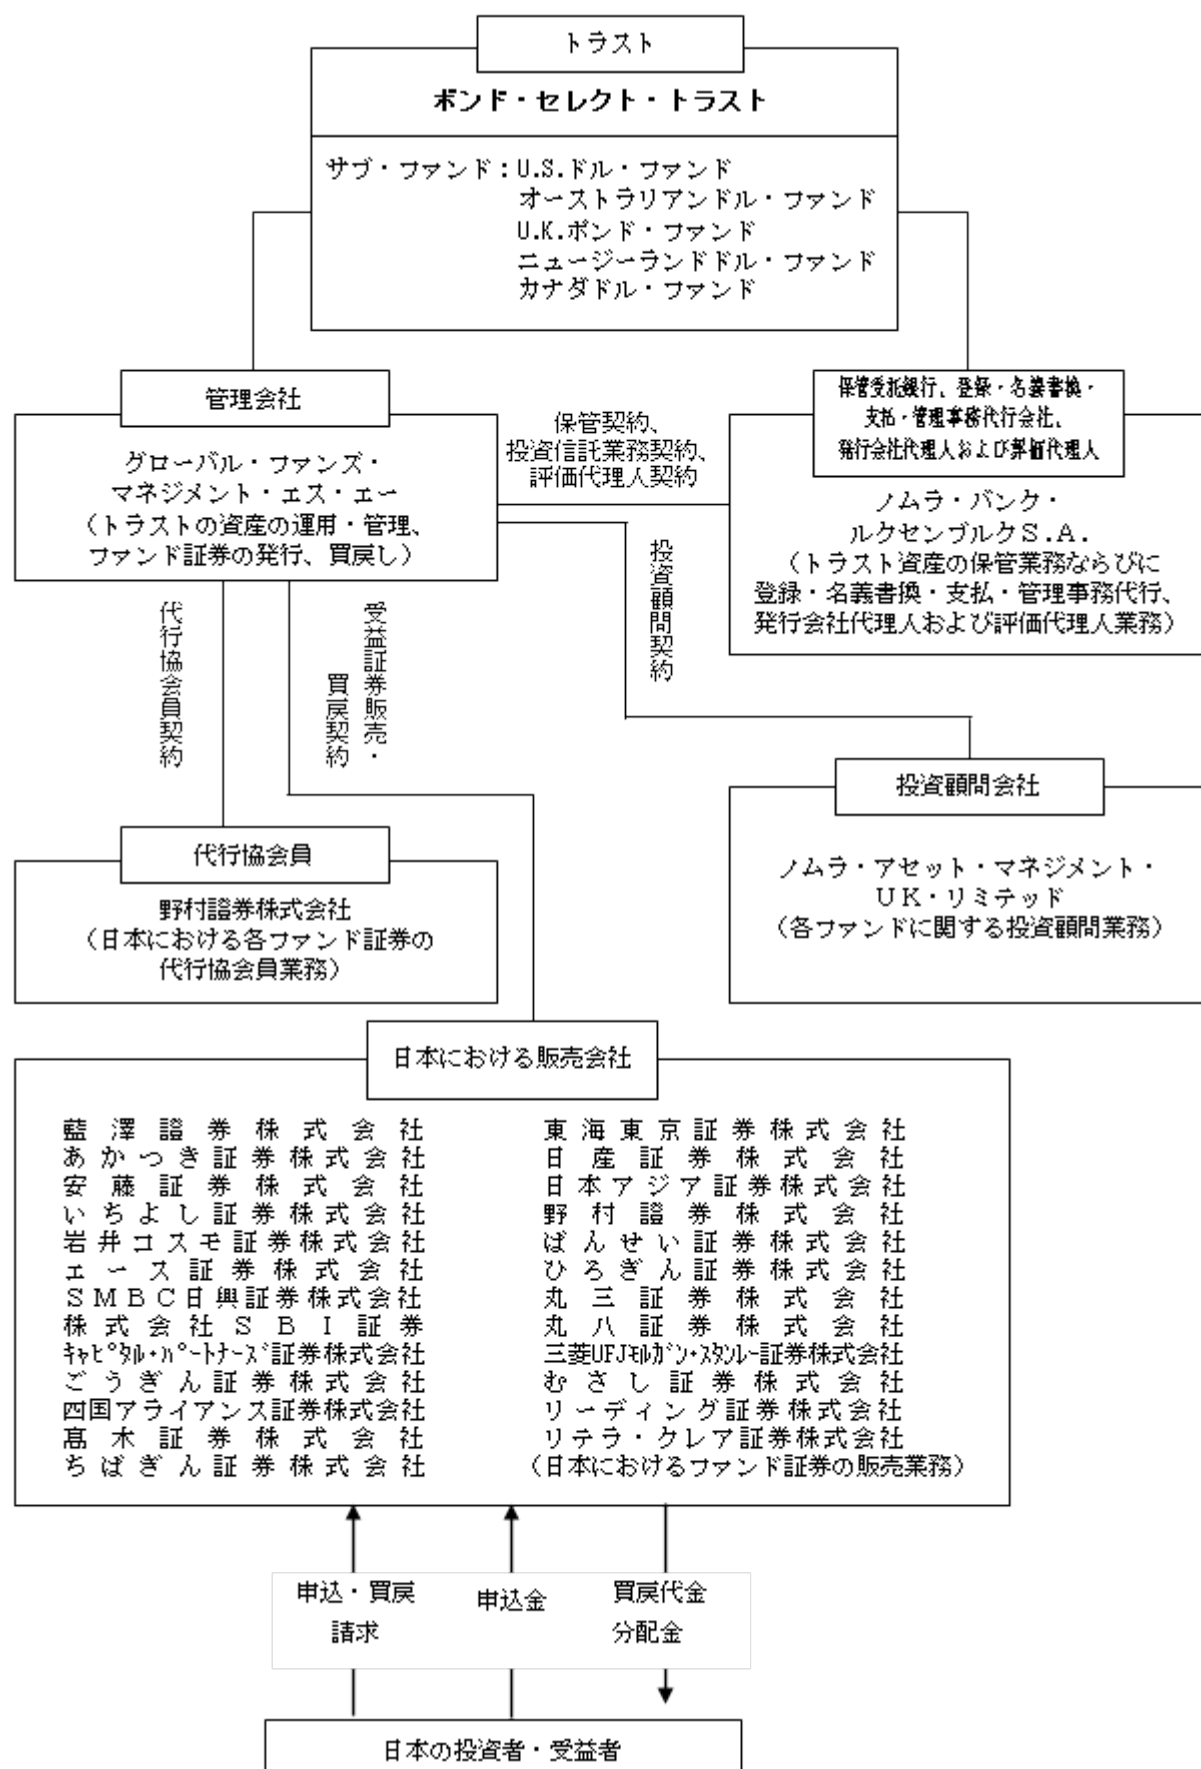 トラスト
ボンド・セレクト・トラスト
サブ・ファンド：U.S.ドル・ファンド
オーストラリアンドル・ファンド
U.K.ポンド・ファンド
ニュージーランドドル・ファンド
カナダドル・ファンド
管理会社
グローバル・ファンズ・
マネジメント・エス・エー
（トラストの資産の運用・管理、
ファンド証券の発行、買戻し）
保管契約、
投資信託業務契約、
評価代理人契約
保管受託銀行、登録・名義書換・
支払・管理事務代行会社、
発行会社代理人および評価代理人
ノムラ・バンク・
ルクセンブルクＳ.Ａ.
（トラスト資産の保管業務ならびに
登録・名義書換・支払・管理事務代行、
発行会社代理人および評価代理人業務）
代行協会員契約
受益証券販売・
買戻契約
投資顧問契約
投資顧問会社
ノムラ・アセット・マネジメント・
ＵＫ・リミテッド
（各ファンドに関する投資顧問業務）
代行協会員
野村證券株式会社
（日本における各ファンド証券の
代行協会員業務）
日本における販売会社
藍澤證券株式会社
あかつき証券株式会社
安藤証券株式会社
いちよし証券株式会社
岩井コスモ証券株式会社
エース証券株式会社
ＳＭＢＣ日興証券株式会社
株式会社ＳＢＩ証券
ｷｬﾋﾟﾀﾙ・ﾊﾟｰﾄﾅｰｽﾞ証券株式会社
ごうぎん証券株式会社
四国アライアンス証券株式会社
髙木証券株式会社
ちばぎん証券株式会社
東海東京証券株式会社
日産証券株式会社
日本アジア証券株式会社
野村證券株式会社
ばんせい証券株式会社
ひろぎん証券株式会社
丸三証券株式会社
丸八証券株式会社
三菱UFJﾓﾙｶﾞﾝ・ｽﾀﾝﾚｰ証券株式会社
むさし証券株式会社
リーディング証券株式会社
リテラ・クレア証券株式会社
（日本におけるファンド証券の販売業務）
申込・買戻
請求
申込金
買戻代金
分配金
日本の投資者・受益者